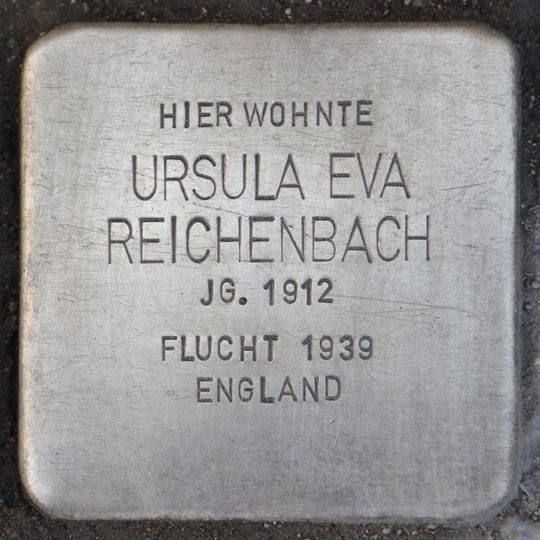 HIER WOHNTE
URSULA EVA
REICHENBACH
JG. 1912
FLUCHT 1939
ENGLAND